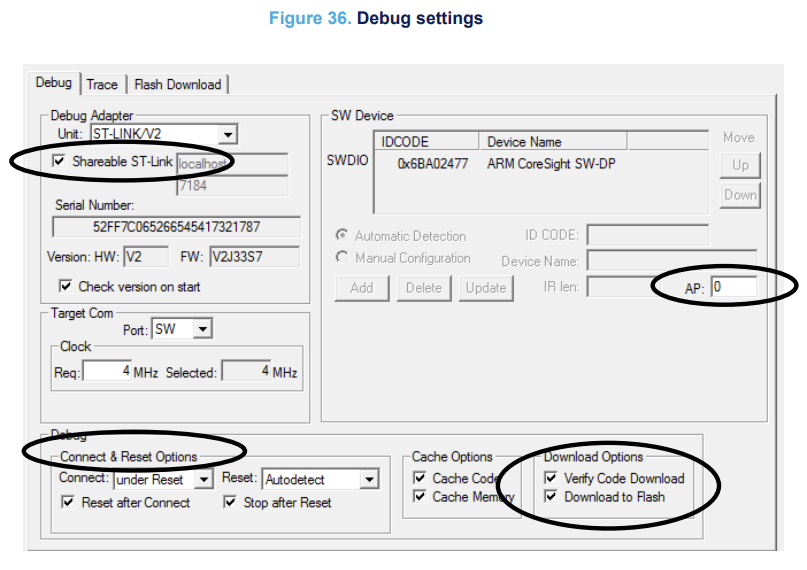 Figure 36. Debug settings
Debug Trace Flash Download
Debug Adapter
Unit: ST-LINK/V2
Shareable ST-Link localhost
7184
Serial Number:
52FF7C065266545417321787
Version: HW: V2 FW: V2J33S7
Check version on start
SW Device
IDCODE Device Name Move
SWDIO 0x6BA02477 ARM CoreSight SW-DP Up
Down
Automatic Detection ID CODE:
Manual Configuration Device Name:
Add Delete Update IR len: AP: 0
Target Com
Port: SW
Clock
Req: 4 MHz Selected: 4 MHz
Debug
Connect & Reset Options
Connect: under Reset Reset: Autodetect
Reset after Connect Stop after Reset
Cache Options
Cache Code
Cache Memory
Download Options
Verify Code Download
Download to Flash